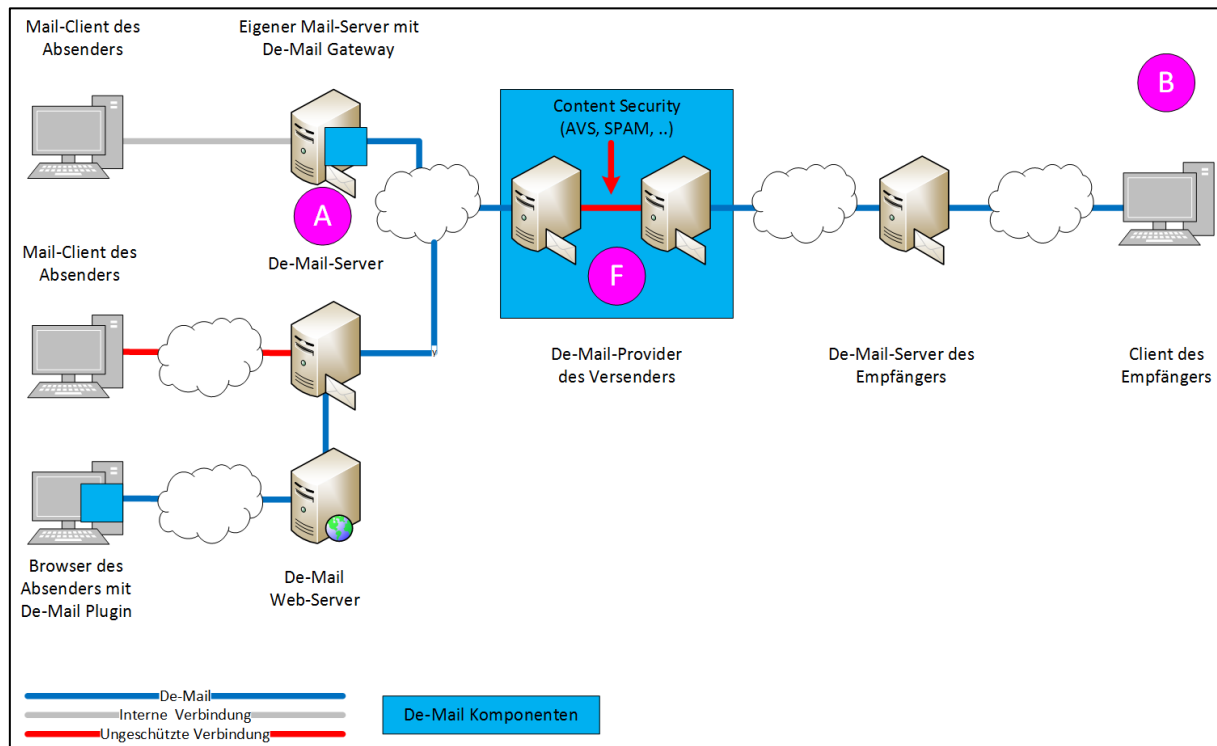 Mail-Client des
Absenders
Eigener Mail-Server mit
De-Mail Gateway
B
Content Security
(AVS, SPAM, ..)
A
De-Mail-Server
F
Mail-Client des
Absenders
De-Mail-Provider
des Versenders
De-Mail-Server des
Empfängers
Client des
Empfängers
Browser des
Absenders mit
De-Mail Plugin
De-Mail
Web-Server
De-Mail
Interne Verbindung
Ungeschützte Verbindung
De-Mail Komponenten